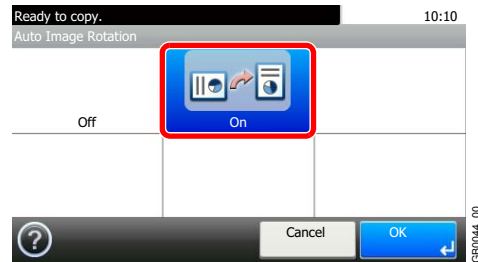 Ready to copy. 10:10
Auto Image Rotation
Off On
? Cancel OK
GB0044_00